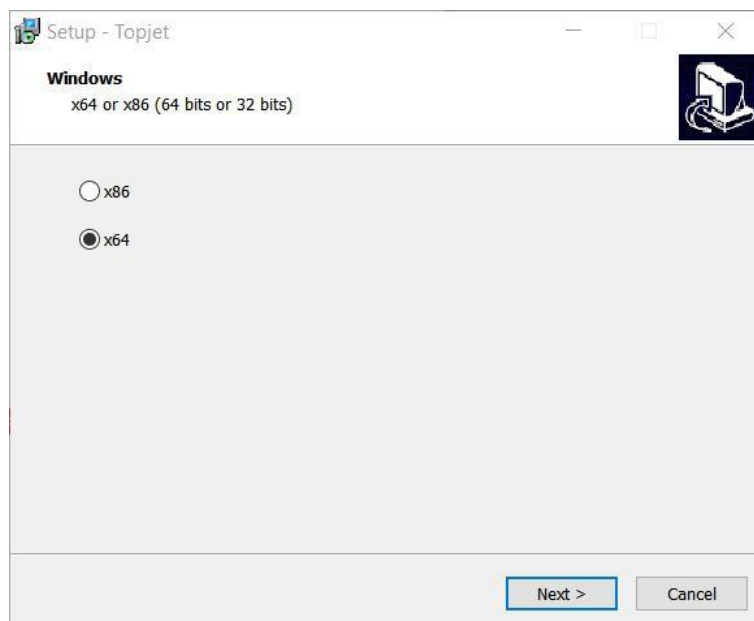 Setup - Topjet
Windows
x64 or x86 (64 bits or 32 bits)
x86
x64
Next >
Cancel